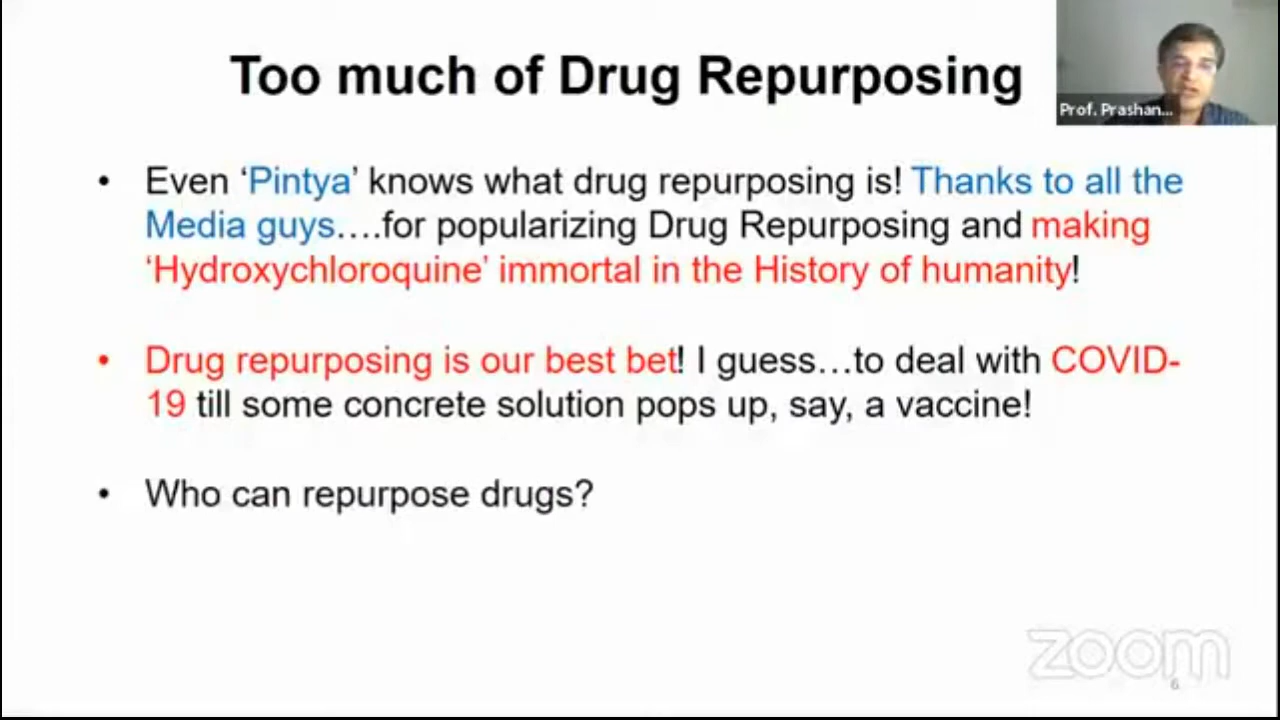 Too much of Drug Repurposing
Prof. Prashan...
• Even ‘Pintya’ knows what drug repurposing is! Thanks to all the
Media guys….for popularizing Drug Repurposing and making
‘Hydroxychloroquine’ immortal in the History of humanity!
• Drug repurposing is our best bet! I guess…to deal with COVID-
19 till some concrete solution pops up, say, a vaccine!
• Who can repurpose drugs?
zoom
6